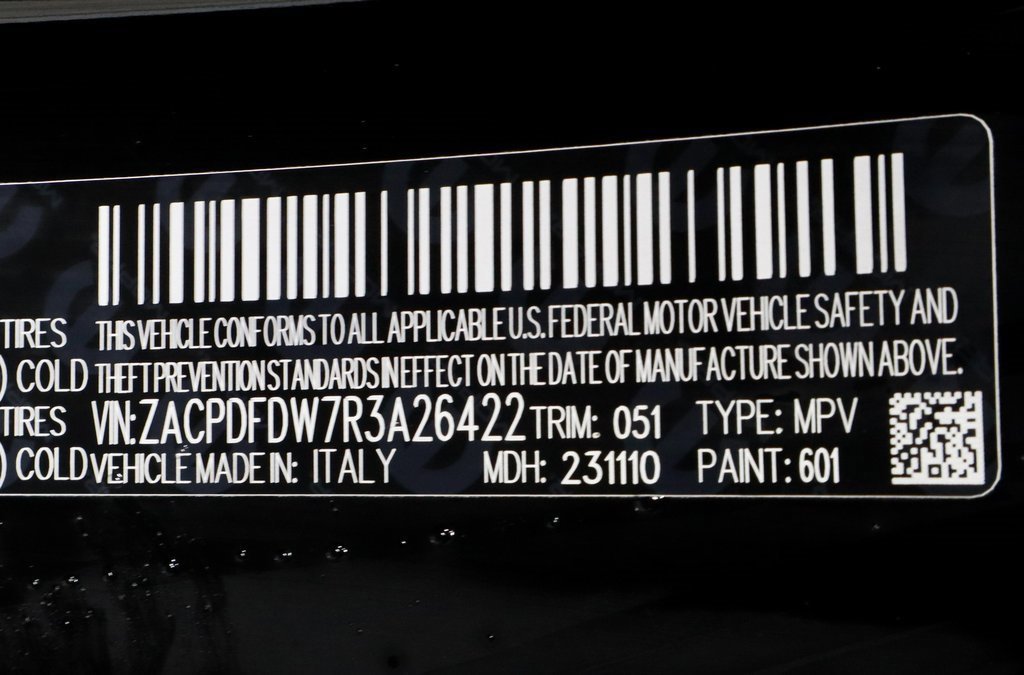 TIRES THIS VEHICLE CONFORMS TO ALL APPLICABLE U.S. FEDERAL MOTOR VEHICLE SAFETY AND
) COLD THEFT PREVENTION STANDARDS IN EFFECT ON THE DATE OF MANUFACTURE SHOWN ABOVE.
TIRES VIN: ZACPDFDW7R3A26422 TRIM: 051 TYPE: MPV
) COLD VEHICLE MADE IN: ITALY MDH: 231110 PAINT: 601